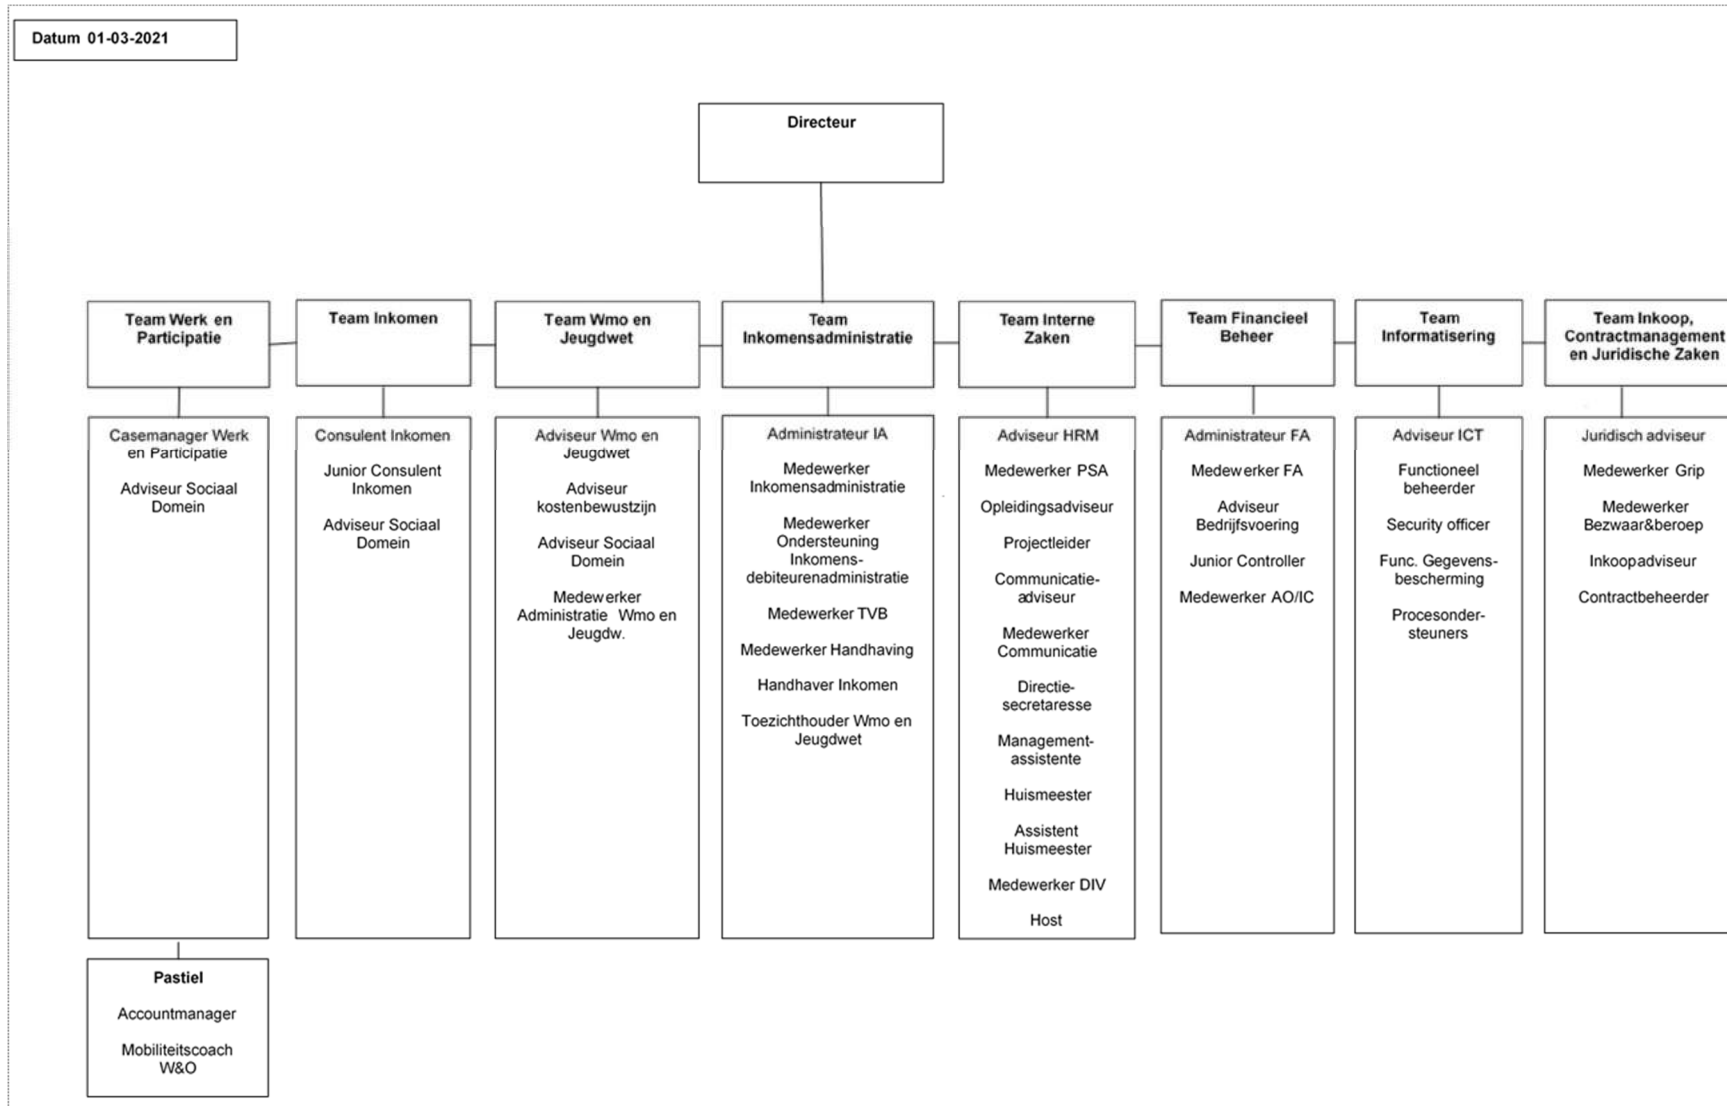 Datum 01-03-2021
Directeur
Team Werk en
Participatie
Team Inkomen
Team Wmo en
Jeugdwet
Team
Inkomensadministratie
Team Interne
Zaken
Team Financieel
Beheer
Team
Informatisering
Team Inkoop,
Contractmanagement
en Juridische Zaken
Casemanager Werk
en Participatie
Adviseur Sociaal
Domein
Consulent Inkomen
Junior Consulent
Inkomen
Adviseur Sociaal
Domein
Adviseur Wmo en
Jeugdwet
Adviseur
kostenbewustzijn
Adviseur Sociaal
Domein
Medewerker
Administratie Wmo en
Jeugdw.
Administrateur IA
Medewerker
Inkomensadministratie
Medewerker
Ondersteuning
Inkomens-
debiteurenadministratie
Medewerker TVB
Medewerker Handhaving
Handhaver Inkomen
Toezichthouder Wmo en
Jeugdwet
Adviseur HRM
Medewerker PSA
Opleidingsadviseur
Projectleider
Communicatie-
adviseur
Medewerker
Communicatie
Directie-
secretaresse
Management-
assistente
Huismeester
Assistent
Huismeester
Medewerker DIV
Host
Administrateur FA
Medewerker FA
Adviseur
Bedrijfsvoering
Junior Controller
Medewerker AO/IC
Adviseur ICT
Functioneel
beheerder
Security officer
Func. Gegevens-
bescherming
Procesonder-
steuners
Juridisch adviseur
Medewerker Grip
Medewerker
Bezwaar&beroep
Inkoopadviseur
Contractbeheerder
Pastiel
Accountmanager
Mobiliteitscoach
W&O